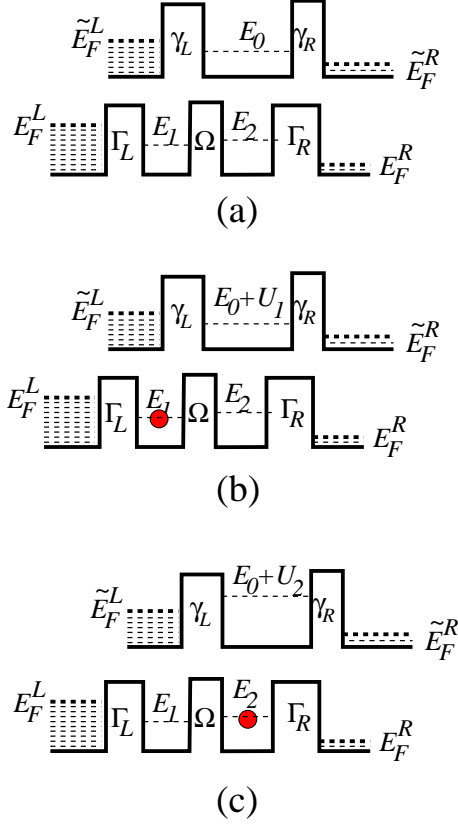 Ẽ_F^L γ_L E_0 γ_R Ẽ_F^R
E_F^L Γ_L E_1 Ω E_2 Γ_R E_F^R
(a)
Ẽ_F^L γ_L E_0+U_1 γ_R Ẽ_F^R
E_F^L Γ_L E_1 Ω E_2 Γ_R E_F^R
(b)
Ẽ_F^L γ_L E_0+U_2 γ_R Ẽ_F^R
E_F^L Γ_L E_1 Ω E_2 Γ_R E_F^R
(c)